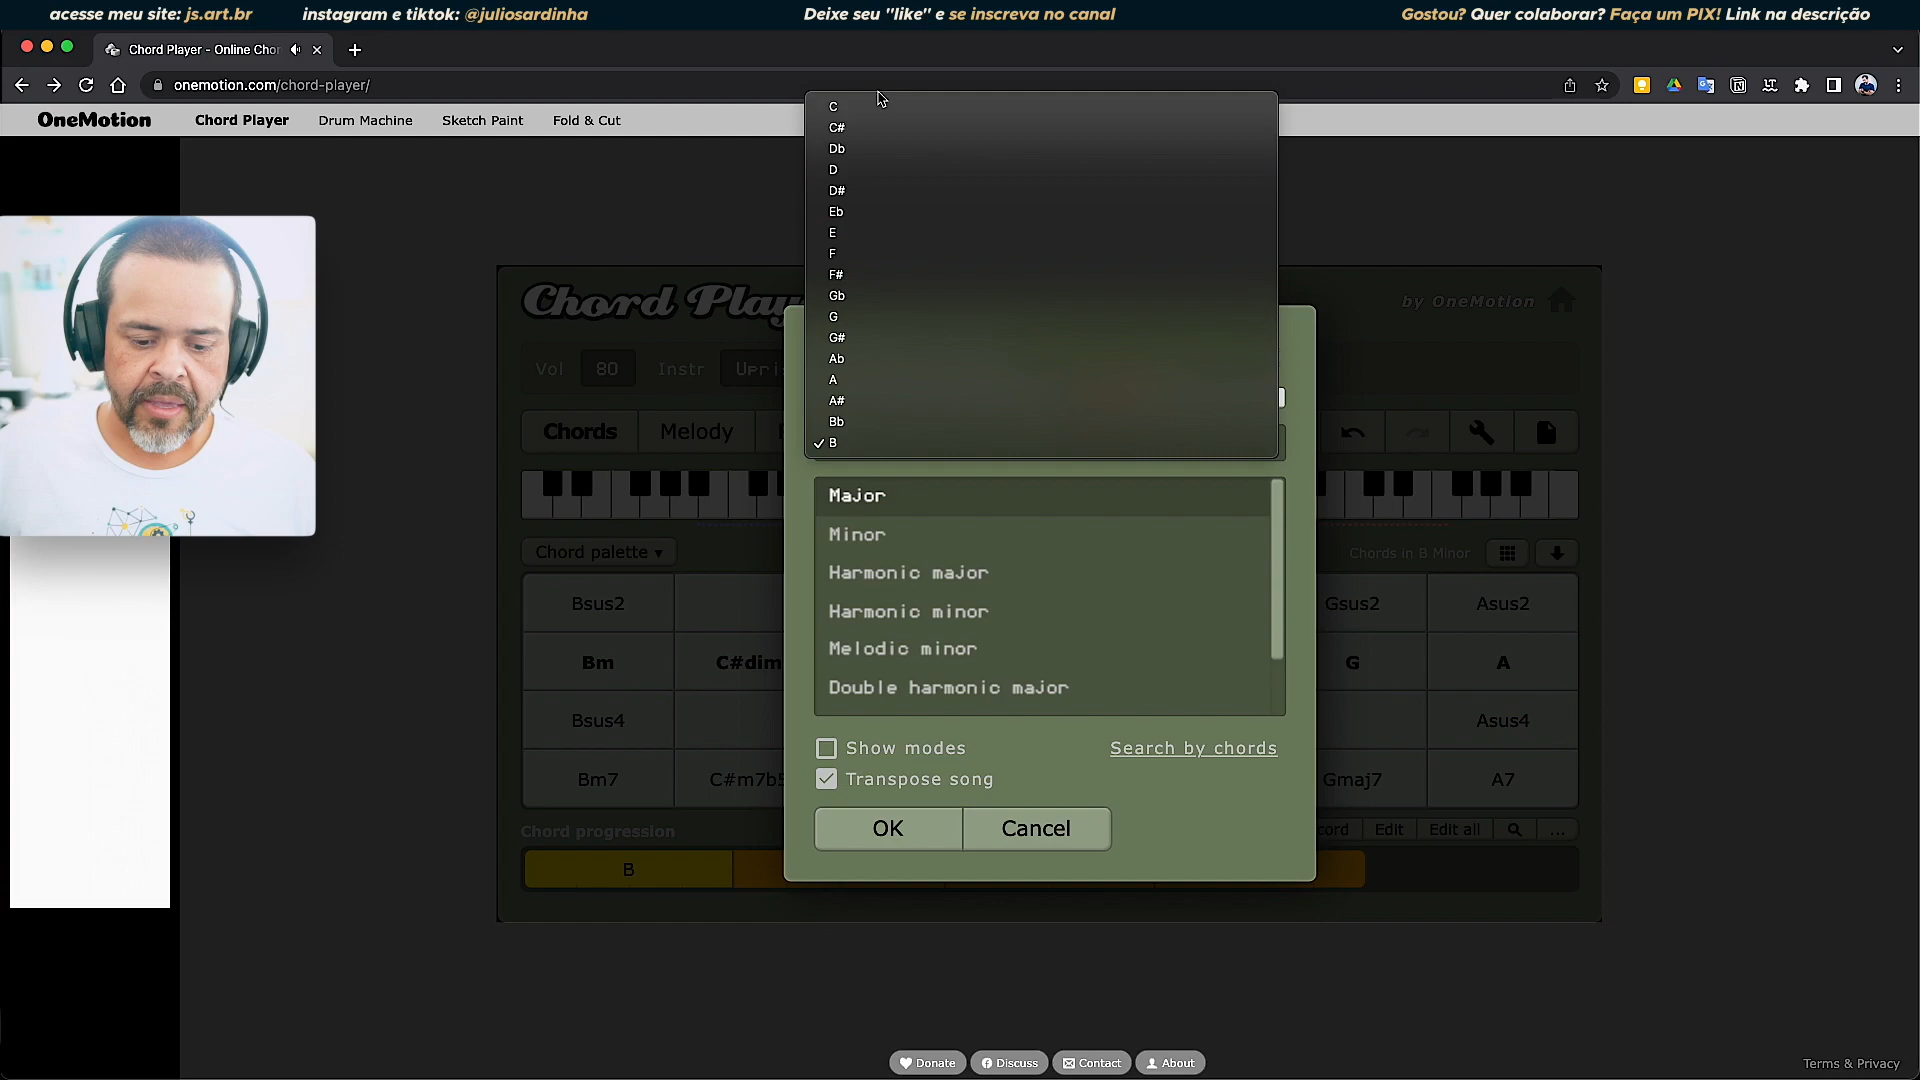 acesse meu site: js.art.br instagram e tiktok: @juliosardinha Deixe seu "like" e se inscreva no canal Gostou? Quer colaborar? Faça um PIX! Link na descrição
Chord Player - Online Chor
onemotion.com/chord-player/
OneMotion Chord Player Drum Machine Sketch Paint Fold & Cut
C
C#
Db
D
D#
Eb
E
F
F#
Gb
G
G#
Ab
A
A#
Bb
✓ B
Chord Play by OneMotion
Vol 80 Instr Upri
Chords Melody
Major
Minor
Harmonic major
Harmonic minor
Melodic minor
Double harmonic major
Show modes Search by chords
Transpose song
OK Cancel
Chord palette ▾ Chords in B Minor
Bsus2 Gsus2 Asus2
Bm C#dim G A
Bsus4 Asus4
Bm7 C#m7b5 Gmaj7 A7
Chord progression ord Edit Edit all ...
B
Donate Discuss Contact About
Terms & Privacy